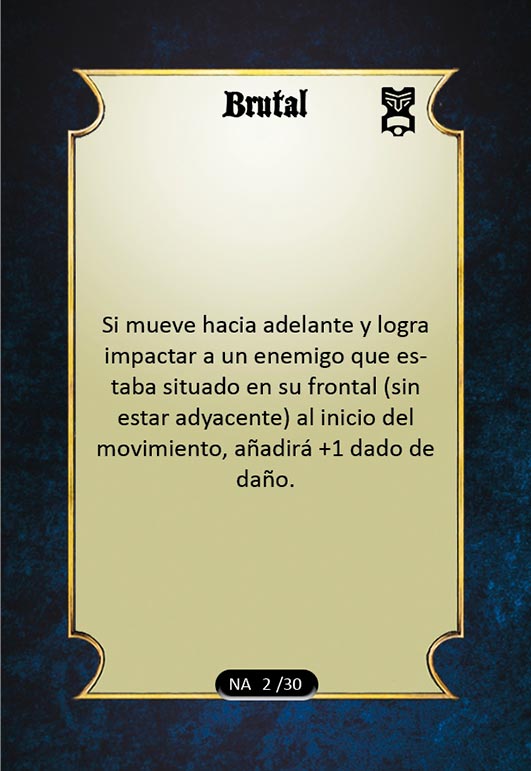 Brutal
Si mueve hacia adelante y logra
impactar a un enemigo que es-
taba situado en su frontal (sin
estar adyacente) al inicio del
movimiento, añadirá +1 dado de
daño.
NA 2 /30